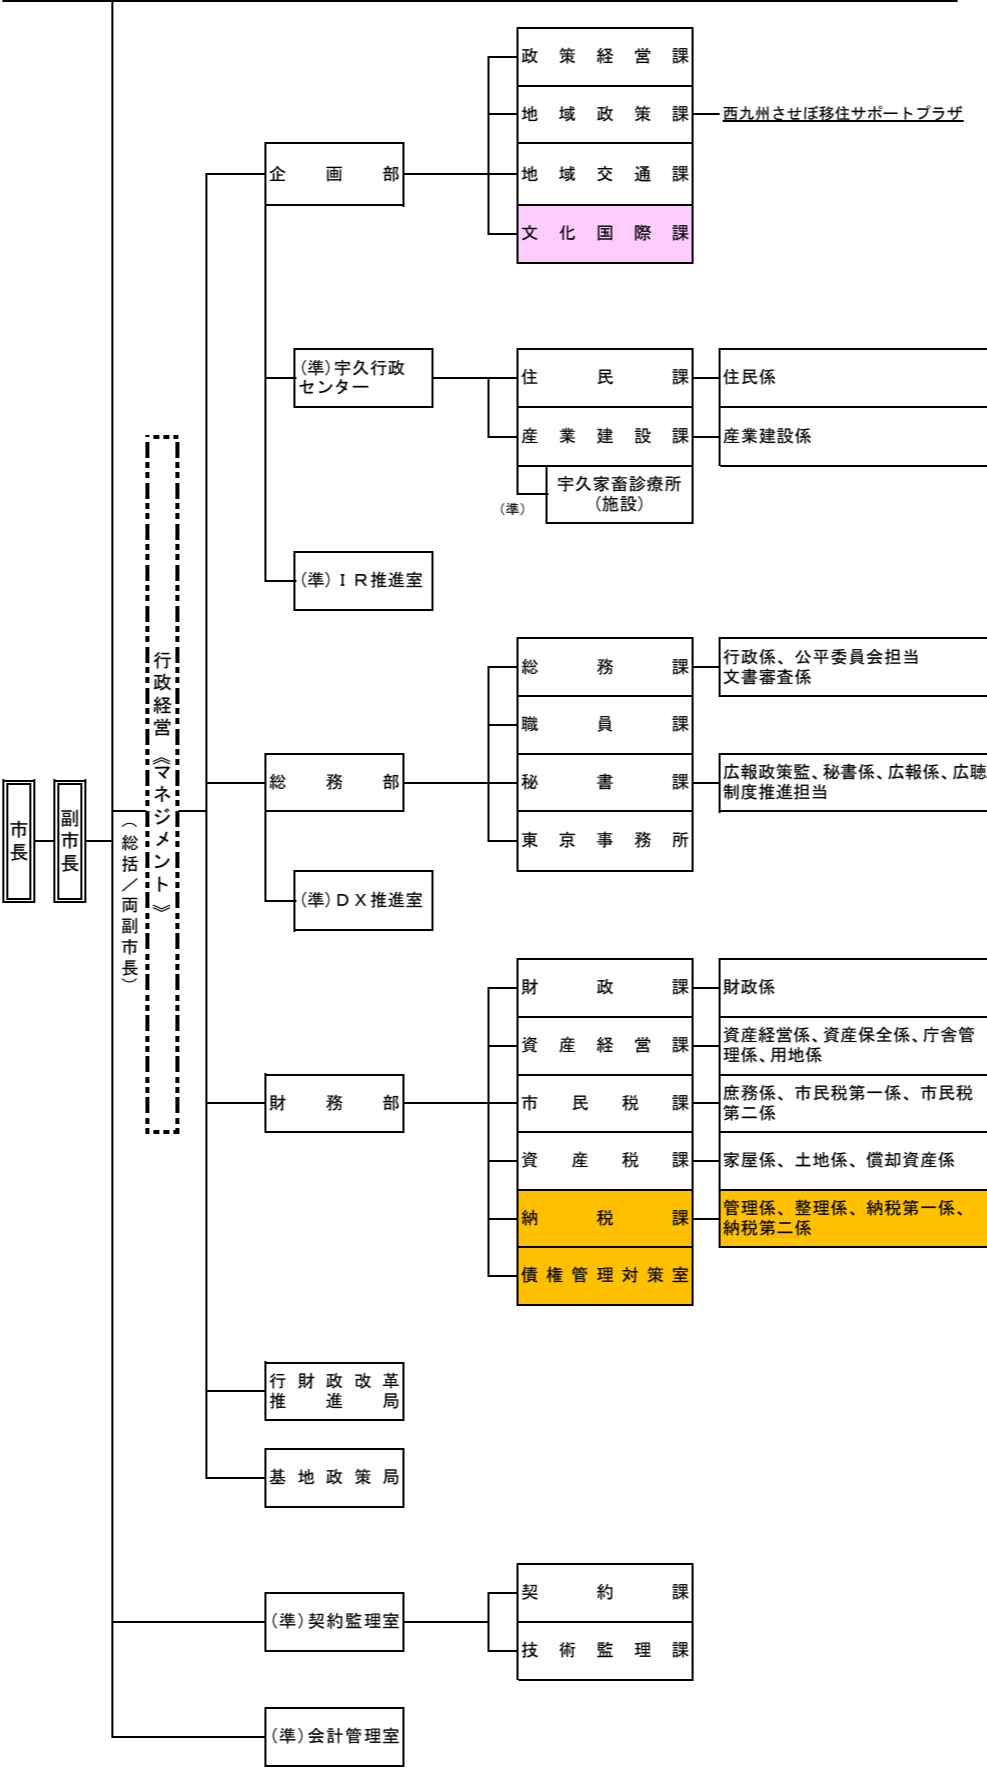 政策経営課
地域政策課
西九州させぼ移住サポートプラザ
企画部
地域交通課
文化国際課
(準)宇久行政
センター
住民課
住民係
産業建設課
産業建設係
宇久家畜診療所
(施設)
(準)
(準)ＩＲ推進室
行政経営《マネジメント》
総務課
行政係、公平委員会担当
文書審査係
職員課
総務部
秘書課
広報政策監、秘書係、広報係、広聴
制度推進担当
東京事務所
市長
副市長
(総括／両副市長)
(準)ＤＸ推進室
財政課
財政係
資産経営課
資産経営係、資産保全係、庁舎管
理係、用地係
財務部
市民税課
庶務係、市民税第一係、市民税
第二係
資産税課
家屋係、土地係、償却資産係
納税課
管理係、整理係、納税第一係、
納税第二係
債権管理対策室
行財政改革
推進局
基地政策局
(準)契約監理室
契約課
技術監理課
(準)会計管理室